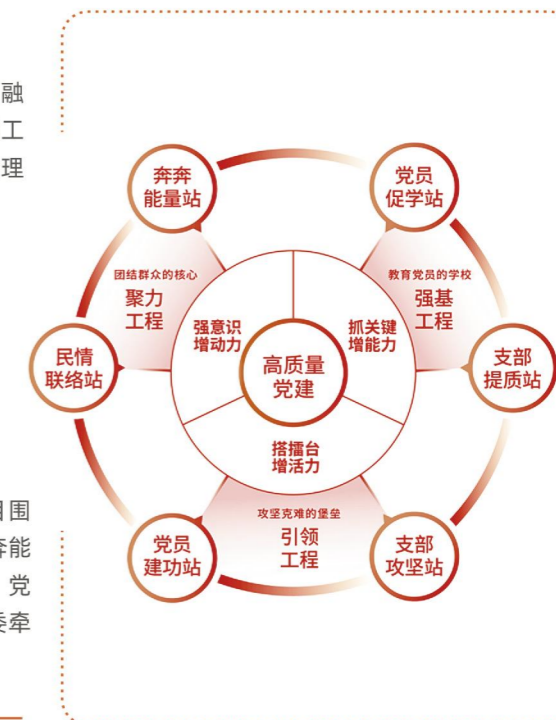 融
工
理
奔奔
能量站
党员
促学站
团结群众的核心
聚力
工程
教育党员的学校
强基
工程
强意识
增动力
抓关键
增能力
民情
联络站
高质量
党建
支部
提质站
搭擂台
增活力
攻坚克难的堡垒
引领
工程
党员
建功站
支部
攻坚站
围
奔能
党
委牵